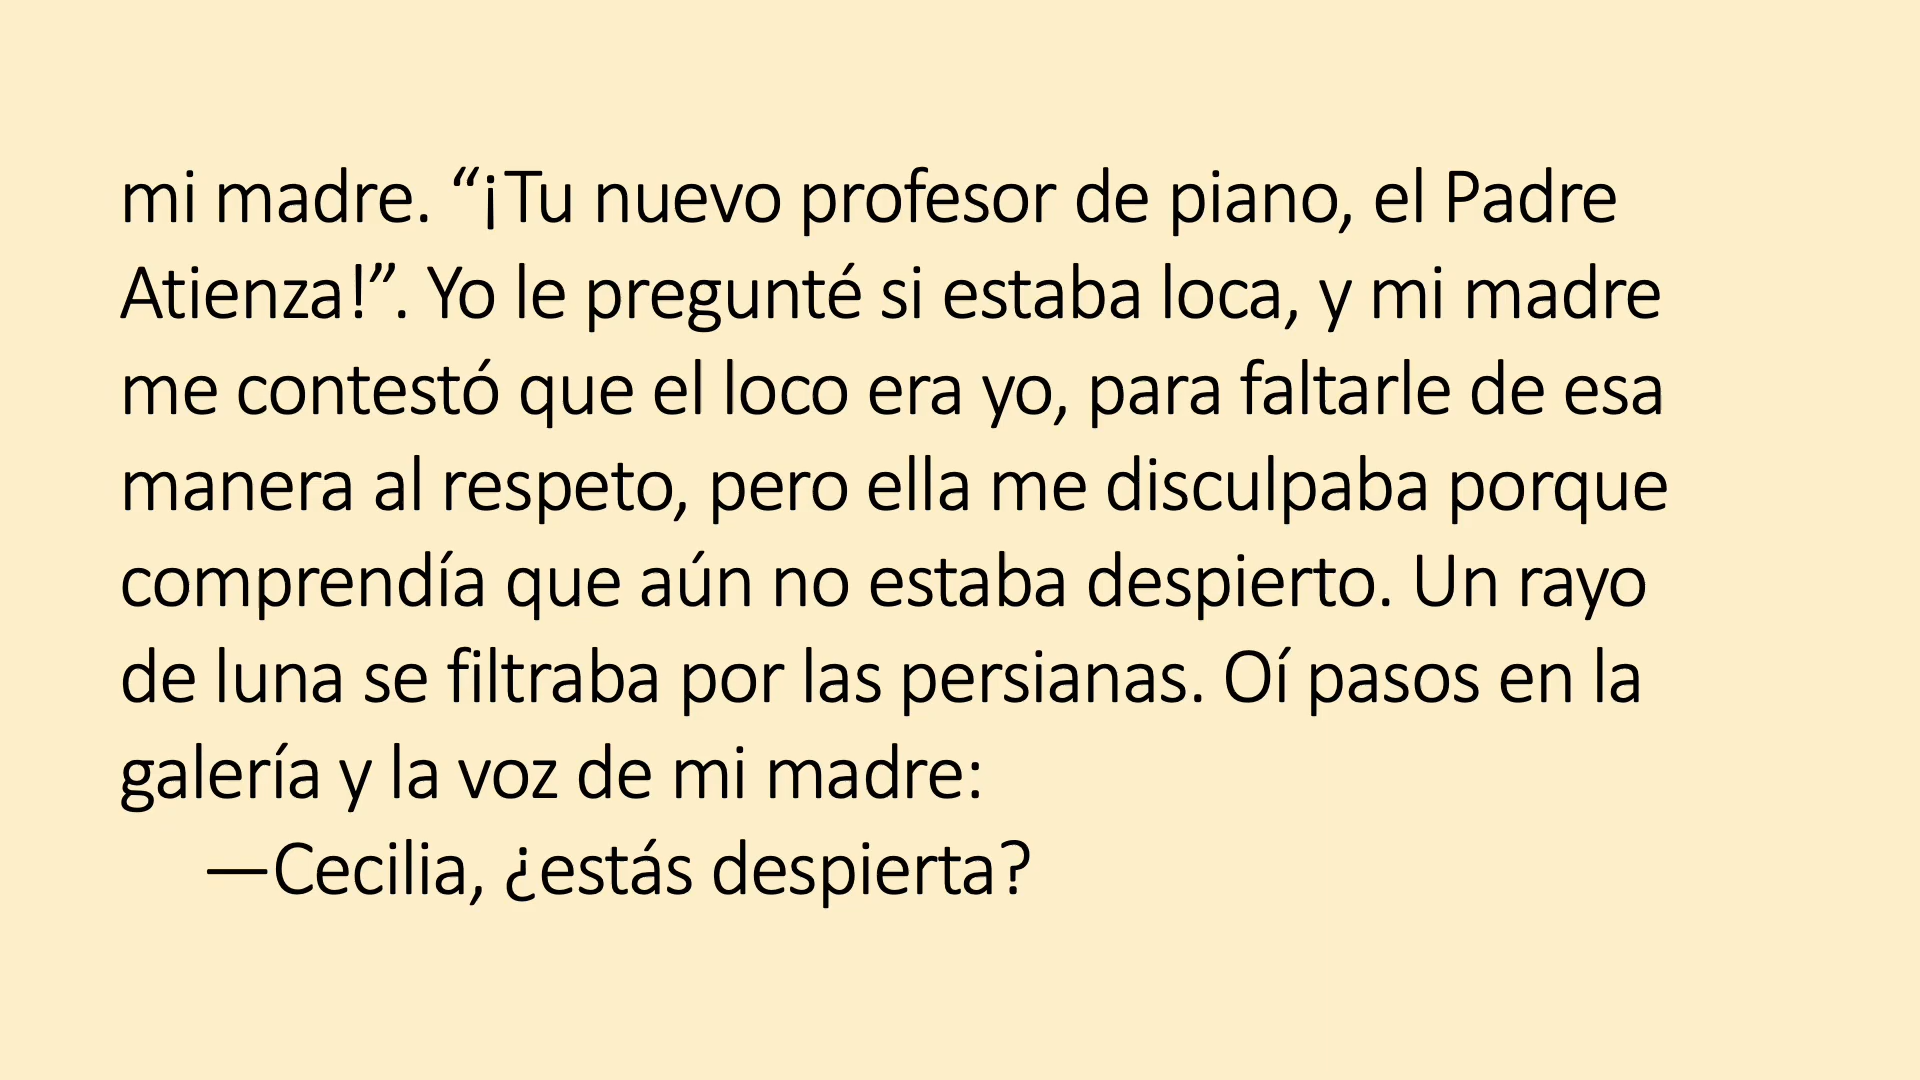 mi madre. “¡Tu nuevo profesor de piano, el Padre
Atienza!”. Yo le pregunté si estaba loca, y mi madre
me contestó que el loco era yo, para faltarle de esa
manera al respeto, pero ella me disculpaba porque
comprendía que aún no estaba despierto. Un rayo
de luna se filtraba por las persianas. Oí pasos en la
galería y la voz de mi madre:
—Cecilia, ¿estás despierta?